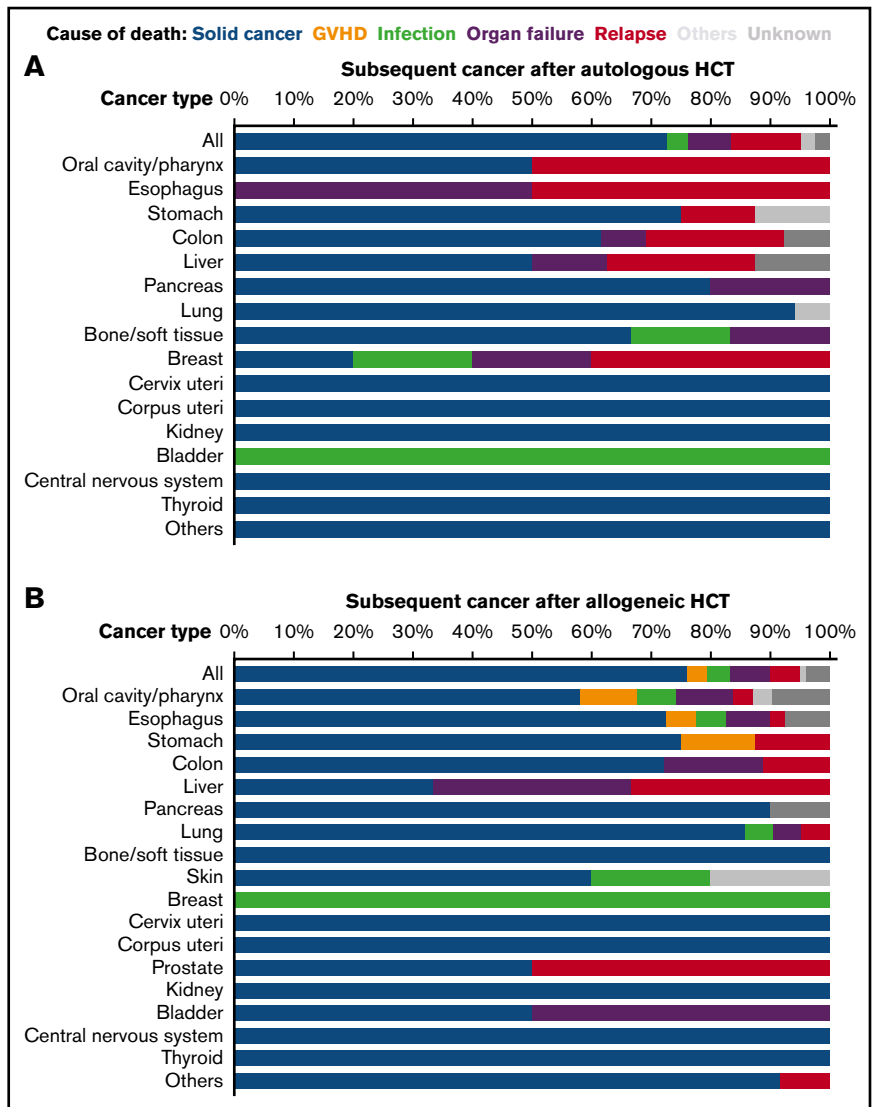 Cause of death: Solid cancer GVHD Infection Organ failure Relapse Others Unknown
A
Subsequent cancer after autologous HCT
Cancer type 0% 10% 20% 30% 40% 50% 60% 70% 80% 90% 100%
All
Oral cavity/pharynx
Esophagus
Stomach
Colon
Liver
Pancreas
Lung
Bone/soft tissue
Breast
Cervix uteri
Corpus uteri
Kidney
Bladder
Central nervous system
Thyroid
Others
B
Subsequent cancer after allogeneic HCT
Cancer type 0% 10% 20% 30% 40% 50% 60% 70% 80% 90% 100%
All
Oral cavity/pharynx
Esophagus
Stomach
Colon
Liver
Pancreas
Lung
Bone/soft tissue
Skin
Breast
Cervix uteri
Corpus uteri
Prostate
Kidney
Bladder
Central nervous system
Thyroid
Others